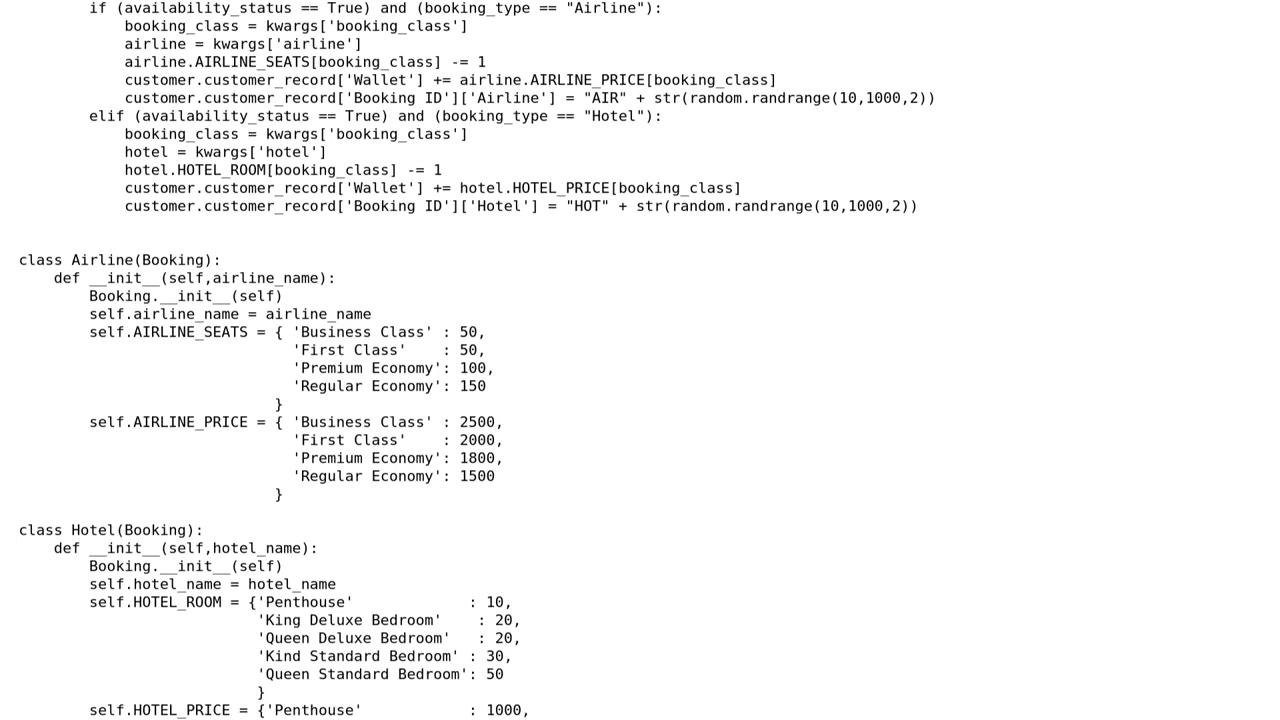 if (availability_status == True) and (booking_type == "Airline"):
            booking_class = kwargs['booking_class']
            airline = kwargs['airline']
            airline.AIRLINE_SEATS[booking_class] -= 1
            customer.customer_record['Wallet'] += airline.AIRLINE_PRICE[booking_class]
            customer.customer_record['Booking ID']['Airline'] = "AIR" + str(random.randrange(10,1000,2))
        elif (availability_status == True) and (booking_type == "Hotel"):
            booking_class = kwargs['booking_class']
            hotel = kwargs['hotel']
            hotel.HOTEL_ROOM[booking_class] -= 1
            customer.customer_record['Wallet'] += hotel.HOTEL_PRICE[booking_class]
            customer.customer_record['Booking ID']['Hotel'] = "HOT" + str(random.randrange(10,1000,2))
class Airline(Booking):
    def __init__(self,airline_name):
        Booking.__init__(self)
        self.airline_name = airline_name
        self.AIRLINE_SEATS = { 'Business Class' : 50,
                               'First Class'    : 50,
                               'Premium Economy': 100,
                               'Regular Economy': 150
                             }
        self.AIRLINE_PRICE = { 'Business Class' : 2500,
                               'First Class'    : 2000,
                               'Premium Economy': 1800,
                               'Regular Economy': 1500
                             }
class Hotel(Booking):
    def __init__(self,hotel_name):
        Booking.__init__(self)
        self.hotel_name = hotel_name
        self.HOTEL_ROOM = {'Penthouse'             : 10,
                           'King Deluxe Bedroom'    : 20,
                           'Queen Deluxe Bedroom'   : 20,
                           'Kind Standard Bedroom' : 30,
                           'Queen Standard Bedroom': 50
                           }
        self.HOTEL_PRICE = {'Penthouse'            : 1000,